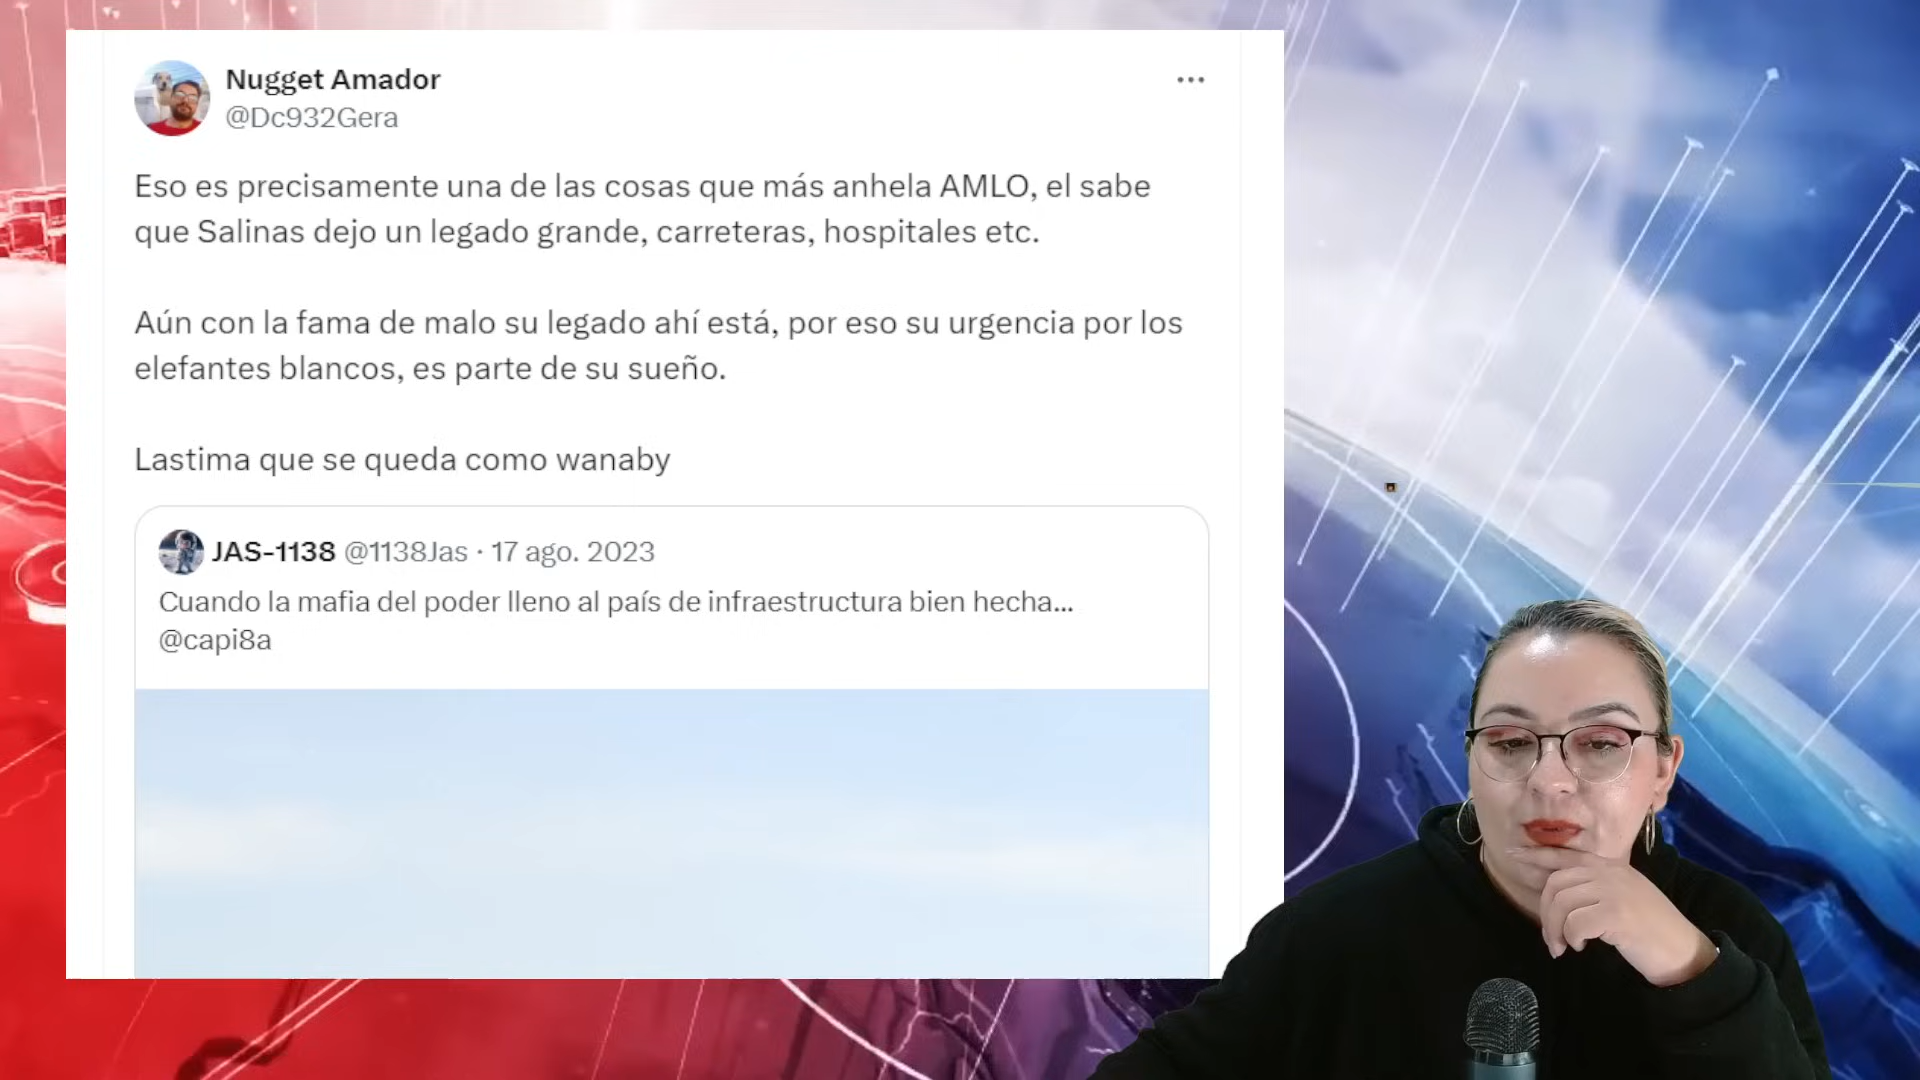 Nugget Amador
@Dc932Gera
Eso es precisamente una de las cosas que más anhela AMLO, el sabe
que Salinas dejo un legado grande, carreteras, hospitales etc.
Aún con la fama de malo su legado ahí está, por eso su urgencia por los
elefantes blancos, es parte de su sueño.
Lastima que se queda como wanaby
JAS-1138 @1138Jas · 17 ago. 2023
Cuando la mafia del poder lleno al país de infraestructura bien hecha...
@capi8a